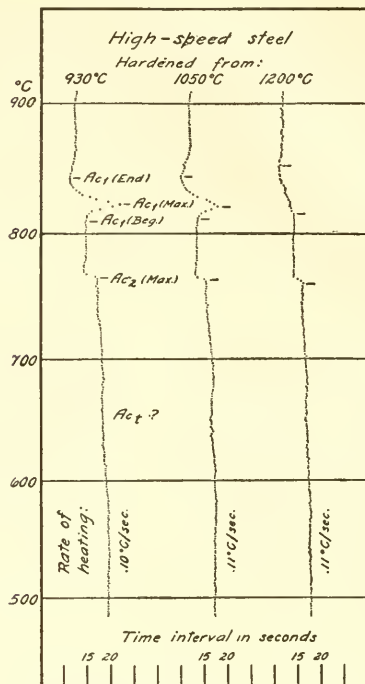 High-speed steel
Hardened from:
°C 930°C 1050°C 1200°C
900
Ac₁ (End)
Ac₁ (Max.)
Ac₁ (Beg.)
800
Ac₂ (Max.)
700
Ac_t ?
600
Rate of heating:
.10°C/sec.
.11°C/sec.
.11°C/sec.
500
Time interval in seconds
15 20 15 20 15 20